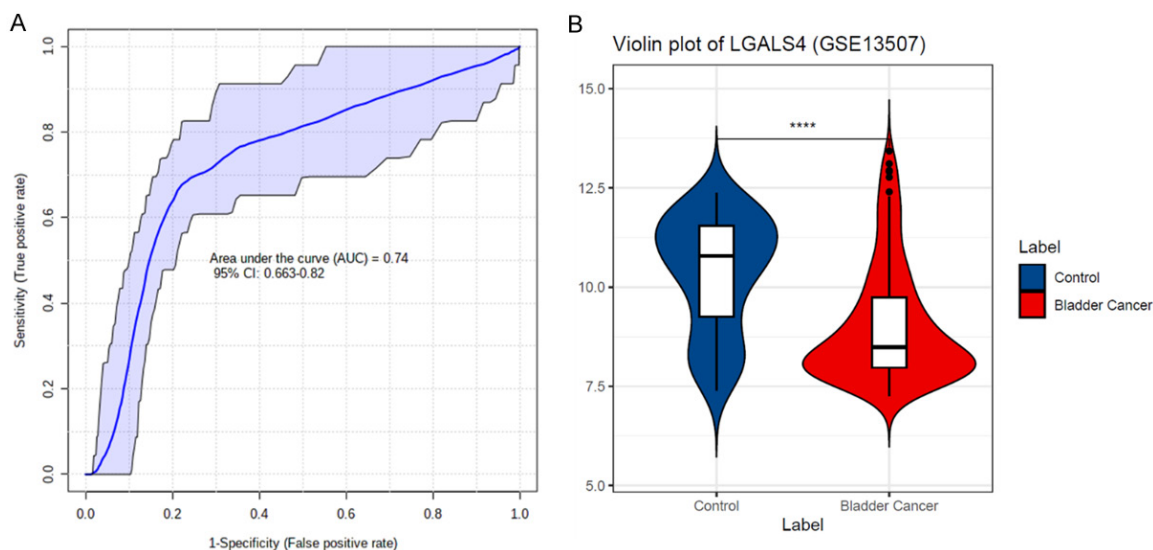 A
1.0
0.8
0.6
0.4
0.2
0.0
Sensitivity (True positive rate)
Area under the curve (AUC) = 0.74
95% CI: 0.663-0.82
0.0 0.2 0.4 0.6 0.8 1.0
1-Specificity (False positive rate)
B
Violin plot of LGALS4 (GSE13507)
15.0
12.5
10.0
7.5
5.0
****
Control Bladder Cancer
Label
Label
Control
Bladder Cancer